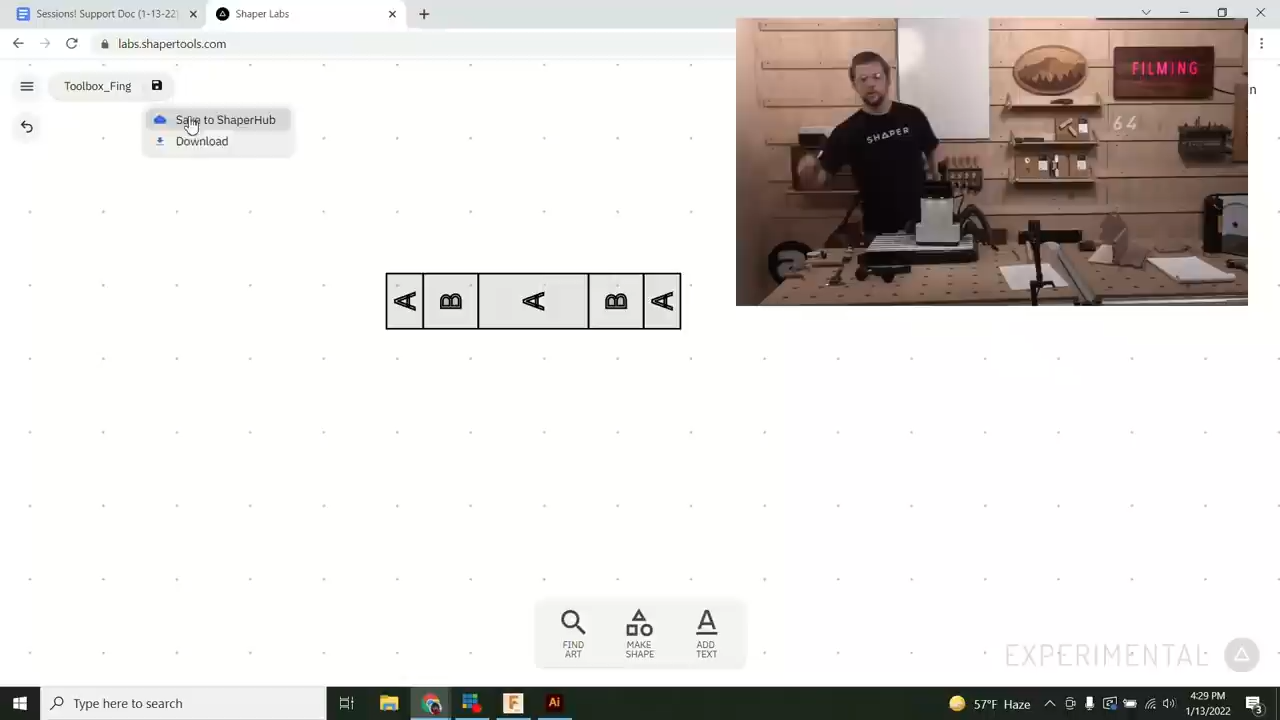 Sessions! Support Doc (1-13-22)
Shaper Labs
labs.shapertools.com
Toolbox_Fing
Save to ShaperHub
Download
SHAPER
FILMING
64
A B A B A
FIND
ART
MAKE
SHAPE
ADD
TEXT
EXPERIMENTAL
Type here to search
Ai
57°F Haze
4:29 PM
1/13/2022
3